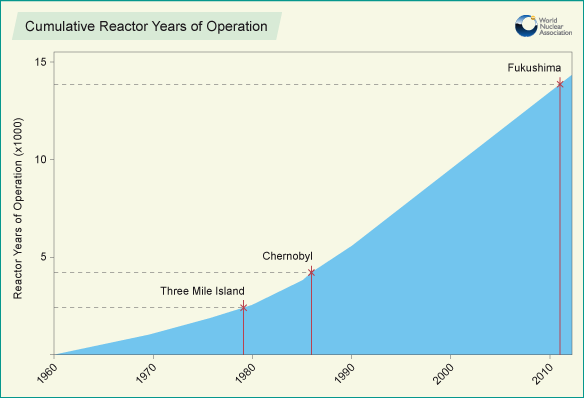 Cumulative Reactor Years of Operation
World
Nuclear
Association
Reactor Years of Operation (x1000)
15
10
5
Fukushima
Chernobyl
Three Mile Island
1960
1970
1980
1990
2000
2010